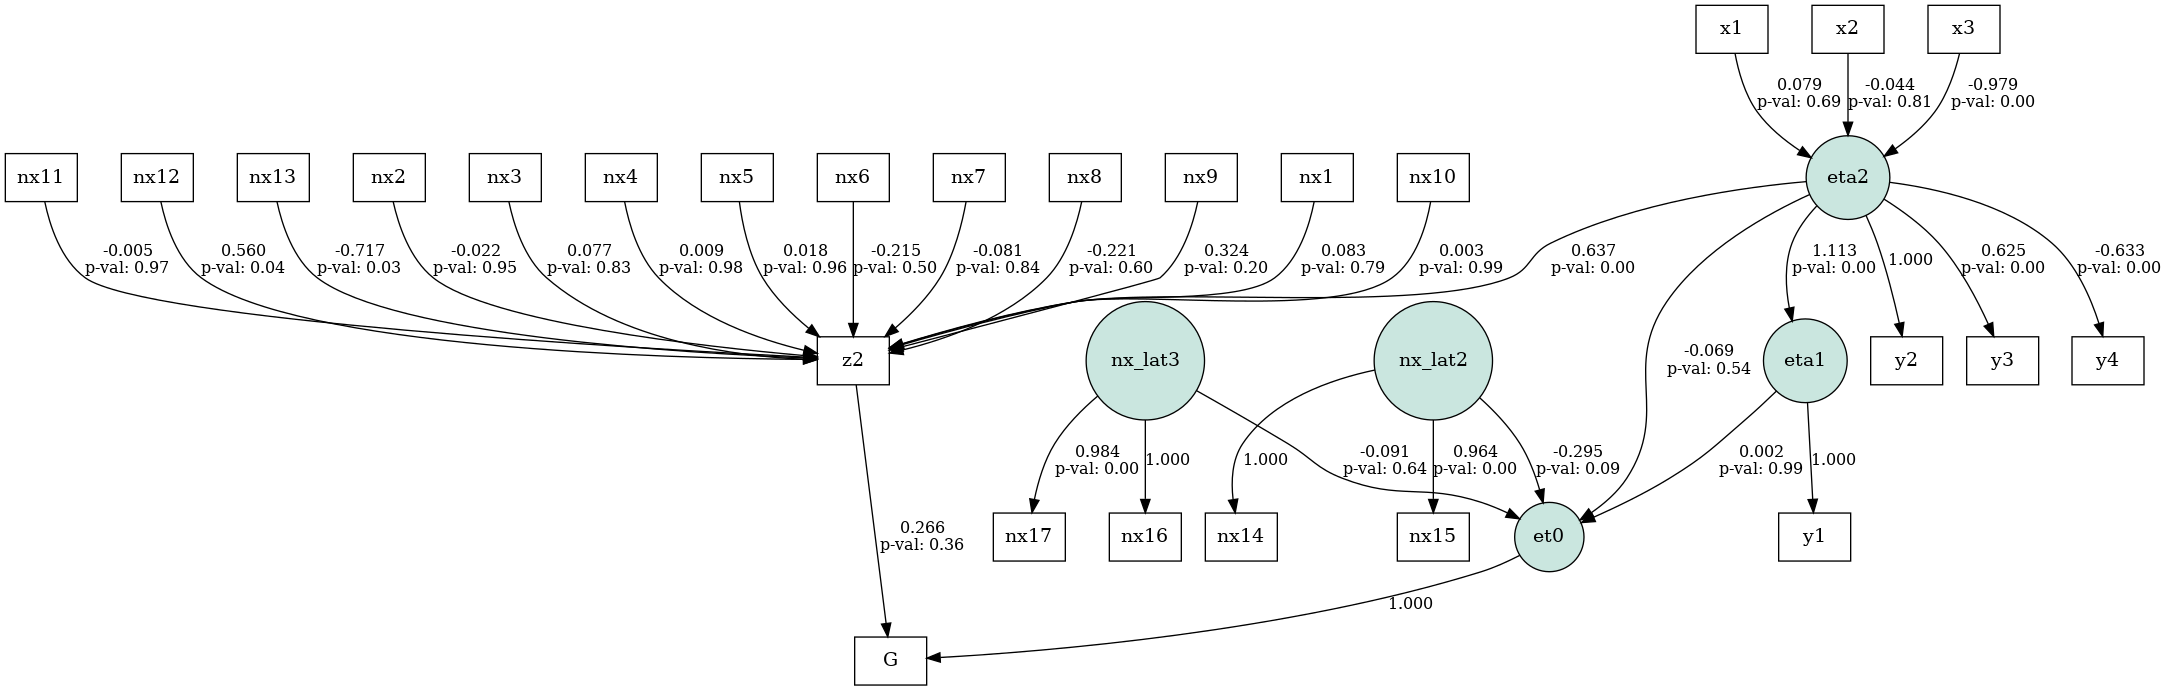 x1
x2
x3
0.079
p-val: 0.69
-0.044
p-val: 0.81
-0.979
p-val: 0.00
nx11
nx12
nx13
nx2
nx3
nx4
nx5
nx6
nx7
nx8
nx9
nx1
nx10
eta2
-0.005
p-val: 0.97
0.560
p-val: 0.04
-0.717
p-val: 0.03
-0.022
p-val: 0.95
0.077
p-val: 0.83
0.009
p-val: 0.98
0.018
p-val: 0.96
-0.215
p-val: 0.50
-0.081
p-val: 0.84
-0.221
p-val: 0.60
0.324
p-val: 0.20
0.083
p-val: 0.79
0.003
p-val: 0.99
0.637
p-val: 0.00
1.113
p-val: 0.00
1.000
0.625
p-val: 0.00
-0.633
p-val: 0.00
z2
nx_lat3
nx_lat2
-0.069
p-val: 0.54
eta1
y2
y3
y4
0.984
p-val: 0.00
1.000
1.000
-0.091
p-val: 0.64
0.964
p-val: 0.00
-0.295
p-val: 0.09
0.002
p-val: 0.99
1.000
0.266
p-val: 0.36
nx17
nx16
nx14
nx15
et0
y1
1.000
G